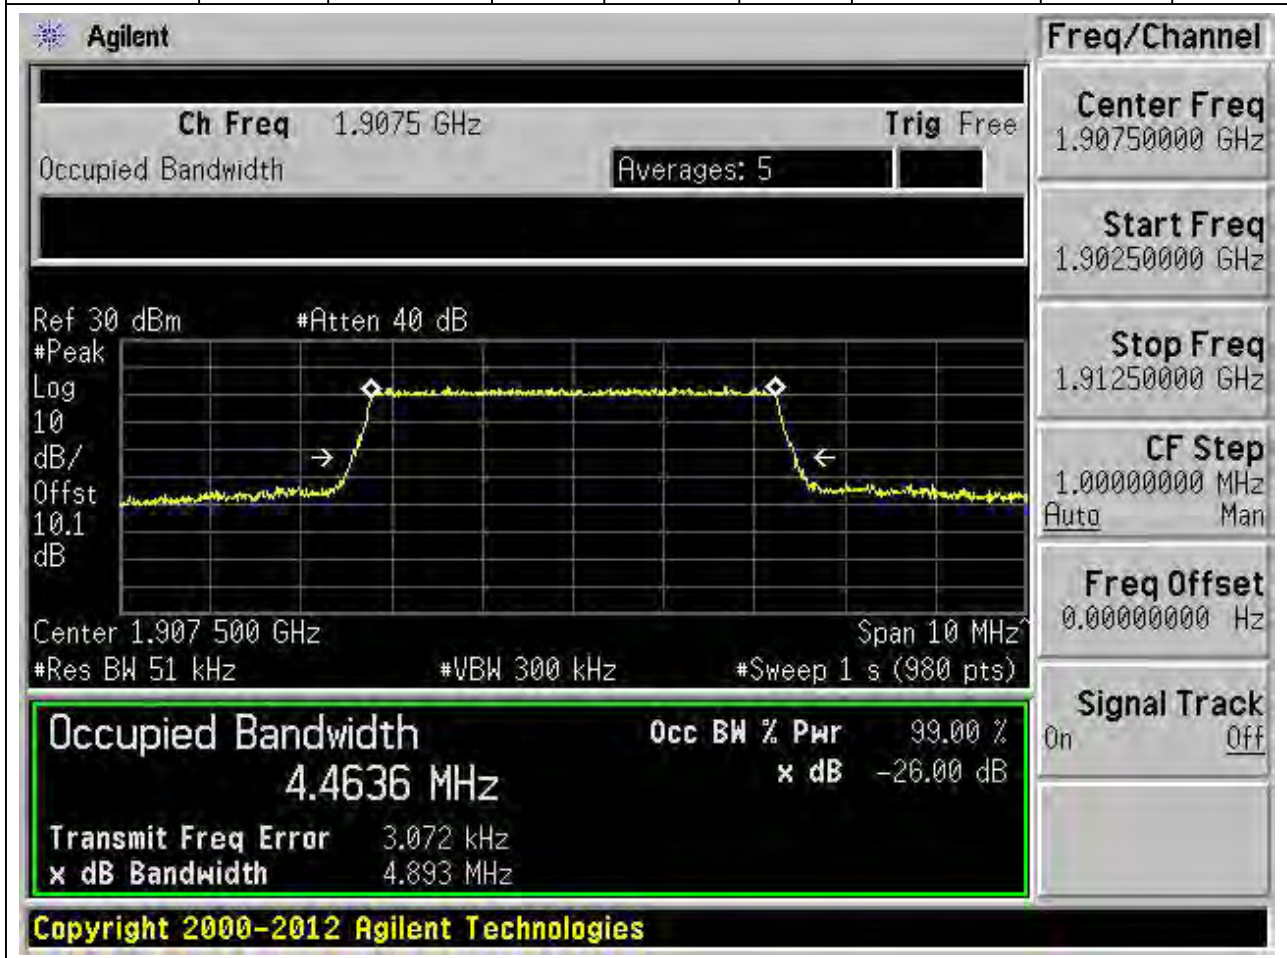 Agilent
Freq/Channel
Ch Freq 1.9075 GHz Trig Free
Occupied Bandwidth Averages: 5
Center Freq
1.90750000 GHz
Start Freq
1.90250000 GHz
Stop Freq
1.91250000 GHz
CF Step
1.00000000 MHz
Auto Man
Freq Offset
0.00000000 Hz
Signal Track
On Off
Ref 30 dBm #Atten 40 dB
#Peak
Log
10
dB/
Offst
10.1
dB
Center 1.907 500 GHz Span 10 MHz^
#Res BW 51 kHz #VBW 300 kHz #Sweep 1 s (980 pts)
Occupied Bandwidth Occ BW % Pwr 99.00 %
4.4636 MHz x dB -26.00 dB
Transmit Freq Error 3.072 kHz
x dB Bandwidth 4.893 MHz
Copyright 2000-2012 Agilent Technologies